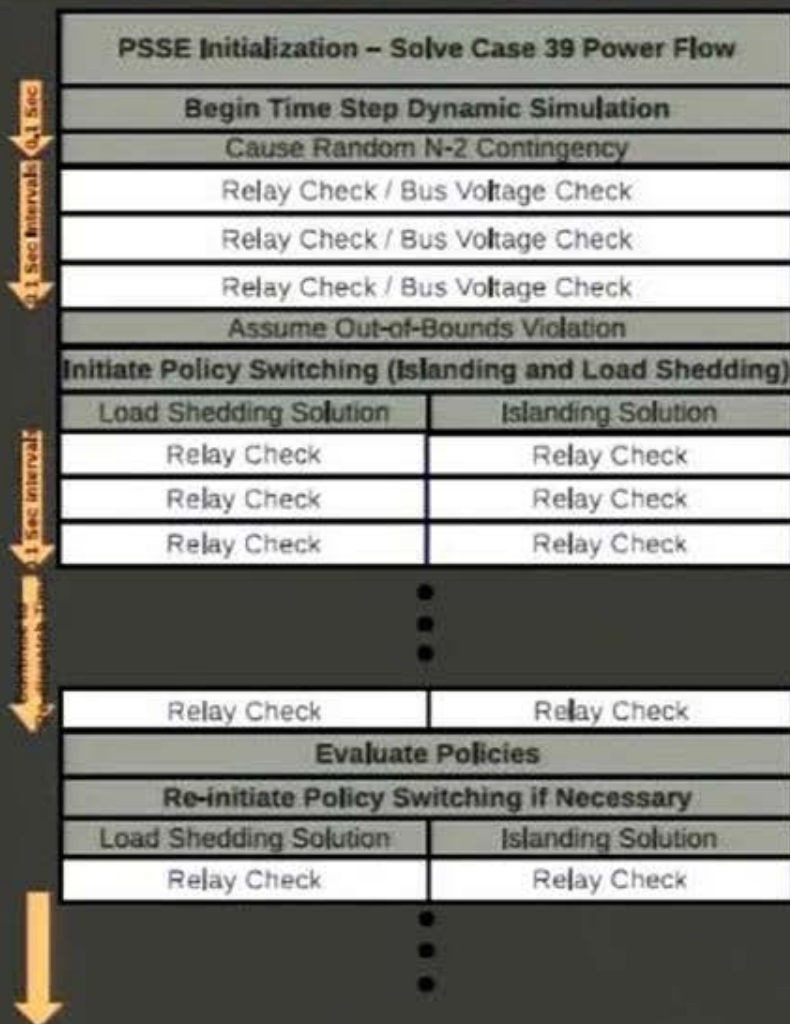 PSSE Initialization – Solve Case 39 Power Flow
0.1 Sec
Begin Time Step Dynamic Simulation
Cause Random N-2 Contingency
0.1 Sec Intervals
Relay Check / Bus Voltage Check
Relay Check / Bus Voltage Check
Relay Check / Bus Voltage Check
Assume Out-of-Bounds Violation
Initiate Policy Switching (Islanding and Load Shedding)
Load Shedding Solution Islanding Solution
0.1 Sec Intervals
Relay Check Relay Check
Relay Check Relay Check
Relay Check Relay Check
Relay Check Relay Check
Evaluate Policies
Re-initiate Policy Switching if Necessary
Load Shedding Solution Islanding Solution
Relay Check Relay Check